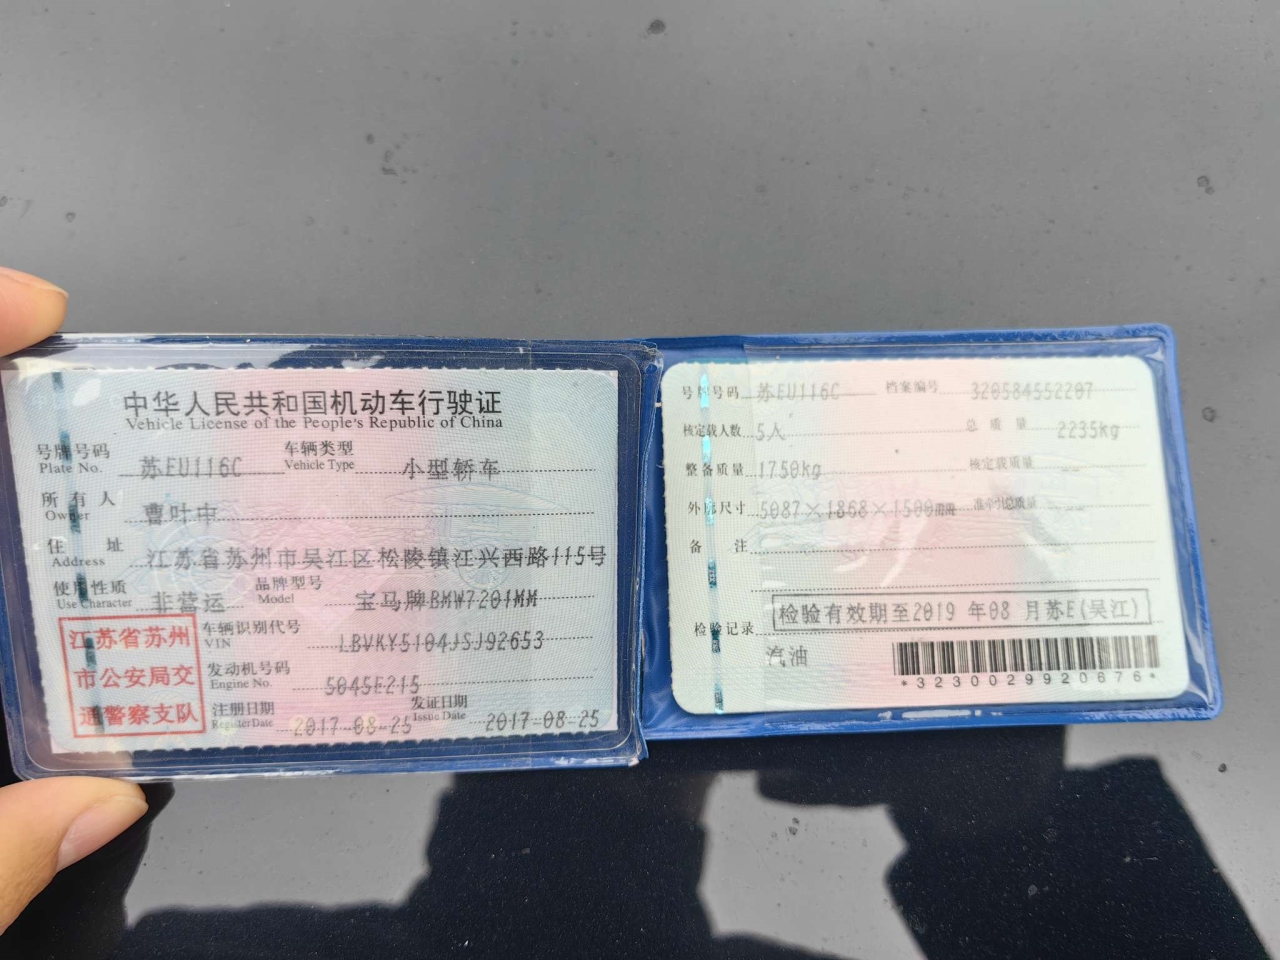 中华人民共和国机动车行驶证
Vehicle License of the People's Republic of China
号牌号码 苏EU116C 车辆类型 小型轿车
Plate No. Vehicle Type
所有人 曹叶中
Owner
住址 江苏省苏州市吴江区松陵镇江兴西路115号
Address
使用性质 非营运 品牌型号 宝马牌BMW7201MM
Use Character Model
江苏省苏州
市公安局交
通警察支队
车辆识别代号 LBVKY5104JSJ92653
VIN
发动机号码 5045E215
Engine No.
注册日期 2017-08-25 发证日期 2017-08-25
Register Date Issue Date
号牌号码 苏EU116C 档案编号 320584552207
核定载人数 5人 总质量 2235kg
整备质量 1750kg 核定载质量 --
外廓尺寸 5087×1868×1500mm 准牵引总质量 --
备注
检验记录 检验有效期至2019年08月苏E(吴江)
汽油
*3230029920676*